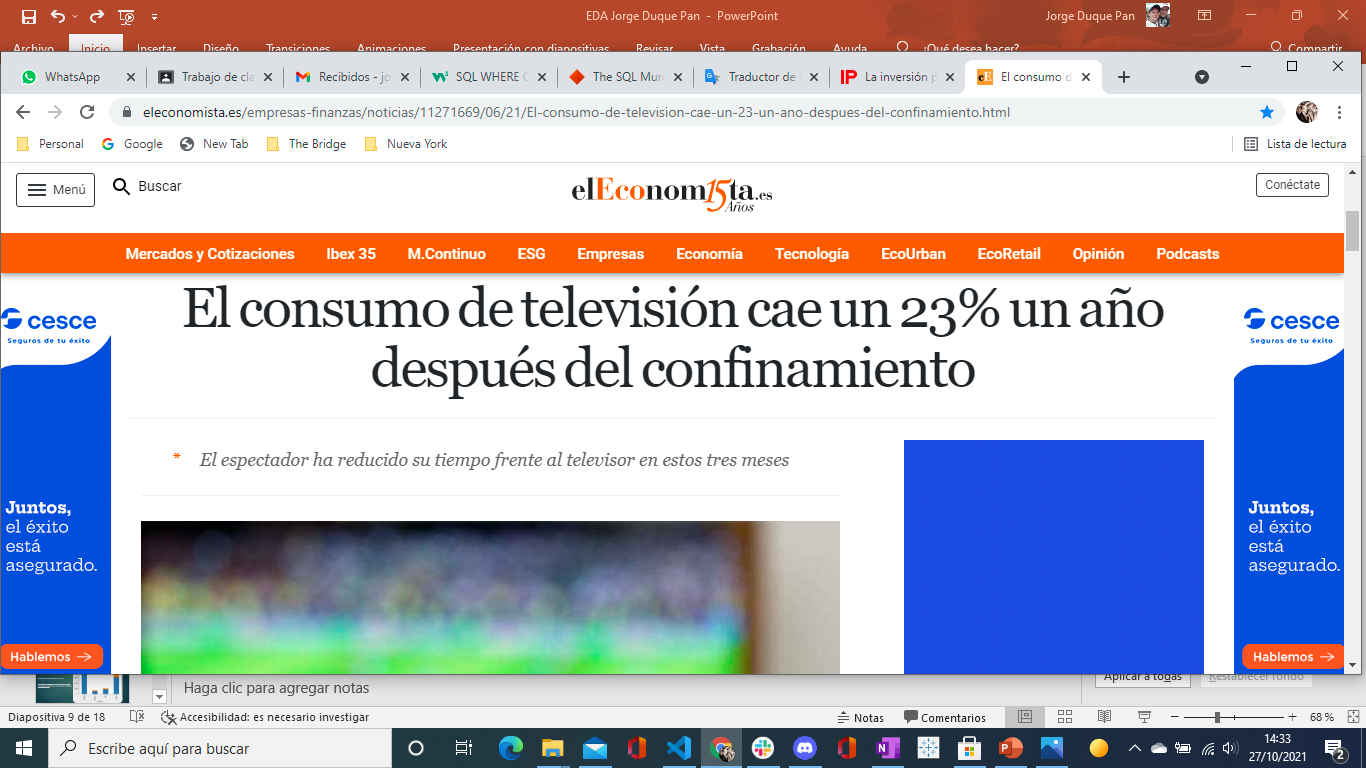 EDA Jorge Duque Pan - PowerPoint
Jorge Duque Pan
Archivo Inicio Insertar Diseño Transiciones Animaciones Presentación con diapositivas Revisar Vista Grabación Ayuda ¿Qué desea hacer? Compartir
WhatsApp
Trabajo de cla
Recibidos - jo
SQL WHERE C
The SQL Mur
Traductor de
La inversión p
El consumo d
eleconomista.es/empresas-finanzas/noticias/11271669/06/21/El-consumo-de-television-cae-un-23-un-ano-despues-del-confinamiento.html
Personal Google New Tab The Bridge Nueva York Lista de lectura
Menú Buscar
elEconom15ta.es
Años
Conéctate
Mercados y Cotizaciones Ibex 35 M.Continuo ESG Empresas Economía Tecnología EcoUrban EcoRetail Opinión Podcasts
El consumo de televisión cae un 23% un año
después del confinamiento
* El espectador ha reducido su tiempo frente al televisor en estos tres meses
cesce
Seguros de tu éxito
Juntos,
el éxito
está
asegurado.
Hablemos →
cesce
Seguros de tu éxito
Juntos,
el éxito
está
asegurado.
Hablemos →
Haga clic para agregar notas
Aplicar a todas Restablecer fondo
Diapositiva 9 de 18 Accesibilidad: es necesario investigar Notas Comentarios 68 %
Escribe aquí para buscar
14:33
27/10/2021
2